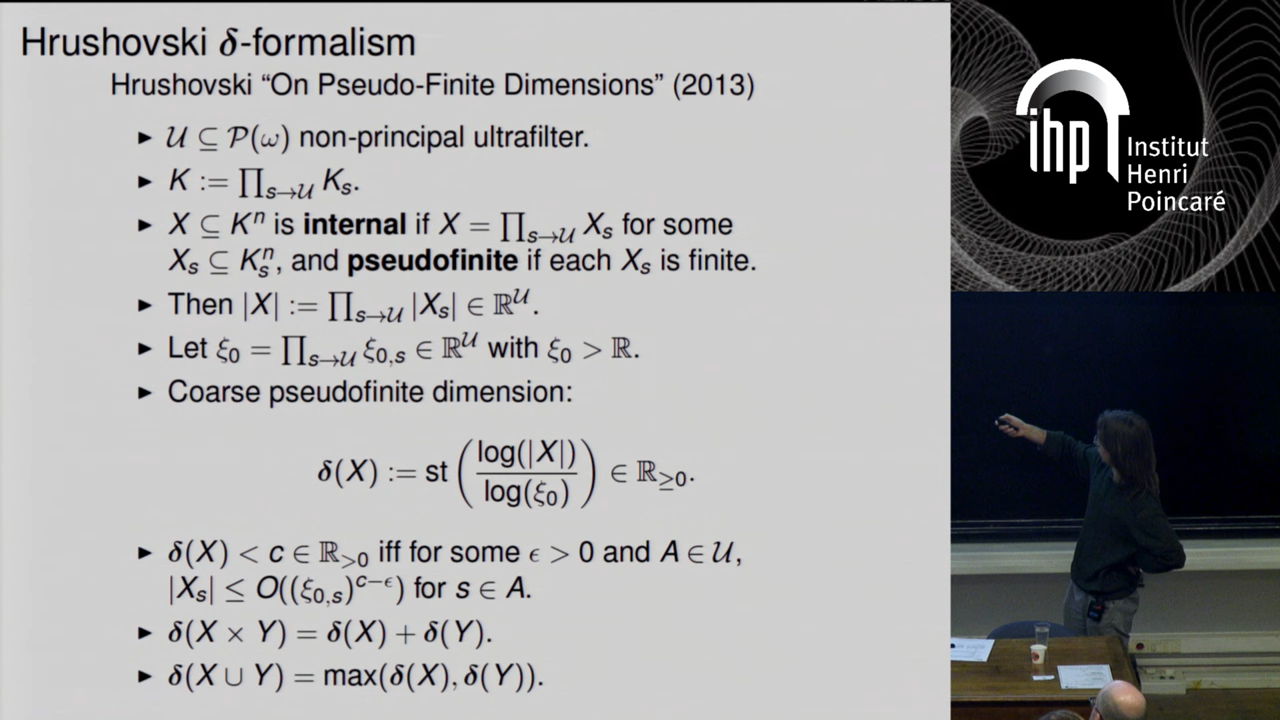 Hrushovski δ-formalism
Hrushovski “On Pseudo-Finite Dimensions” (2013)
► 𝒰 ⊆ 𝒫(ω) non-principal ultrafilter.
► K := ∏_{s→𝒰} K_s.
► X ⊆ K^n is internal if X = ∏_{s→𝒰} X_s for some
X_s ⊆ K_s^n, and pseudofinite if each X_s is finite.
► Then |X| := ∏_{s→𝒰} |X_s| ∈ ℝ^𝒰.
► Let ξ_0 = ∏_{s→𝒰} ξ_{0,s} ∈ ℝ^𝒰 with ξ_0 > ℝ.
► Coarse pseudofinite dimension:
δ(X) := st ( log(|X|) / log(ξ_0) ) ∈ ℝ_{≥0}.
► δ(X) < c ∈ ℝ_{>0} iff for some ϵ > 0 and A ∈ 𝒰,
|X_s| ≤ O((ξ_{0,s})^{c−ϵ}) for s ∈ A.
► δ(X × Y) = δ(X) + δ(Y).
► δ(X ∪ Y) = max(δ(X), δ(Y)).
ihp
Institut
Henri
Poincaré